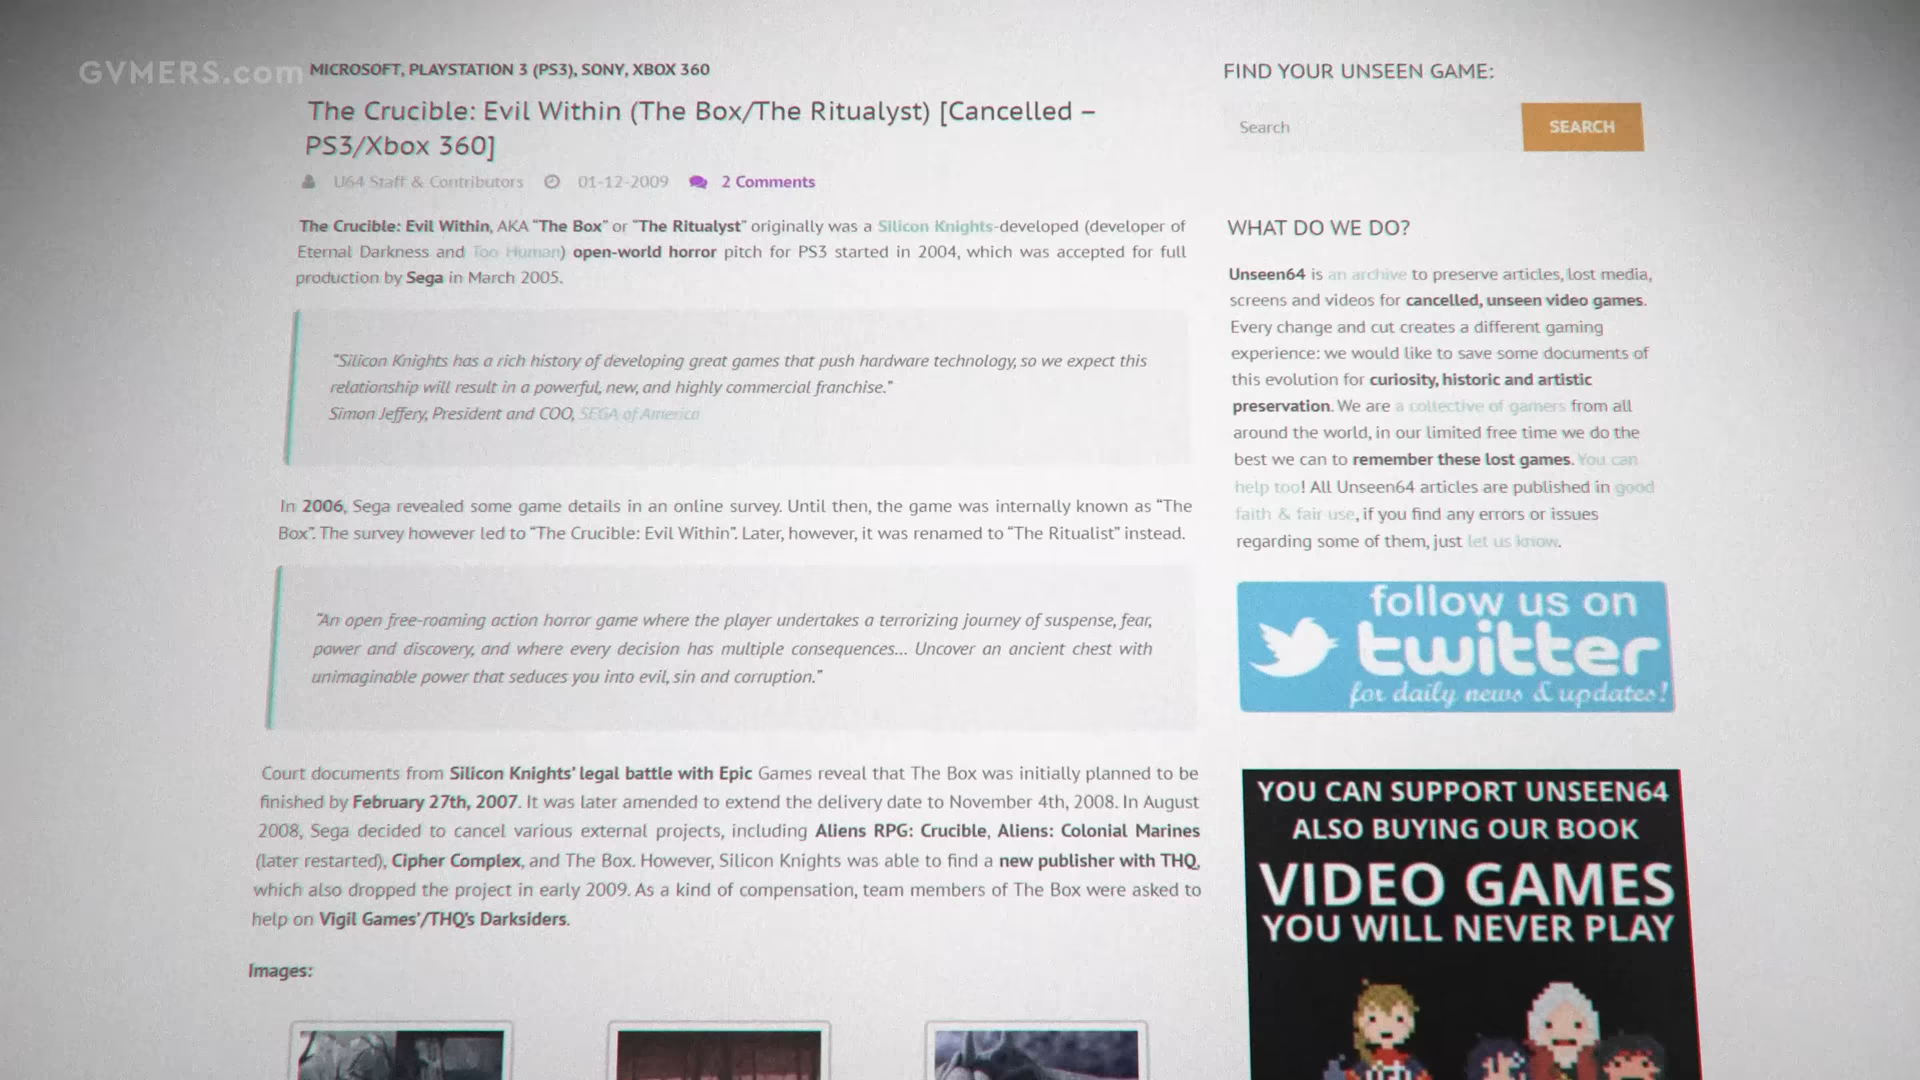 GVMERS.com
MICROSOFT, PLAYSTATION 3 (PS3), SONY, XBOX 360
The Crucible: Evil Within (The Box/The Ritualyst) [Cancelled –
PS3/Xbox 360]
U64 Staff & Contributors 01-12-2009 2 Comments
The Crucible: Evil Within, AKA “The Box” or “The Ritualyst” originally was a Silicon Knights-developed (developer of
Eternal Darkness and Too Human) open-world horror pitch for PS3 started in 2004, which was accepted for full
production by Sega in March 2005.
“Silicon Knights has a rich history of developing great games that push hardware technology, so we expect this
relationship will result in a powerful, new, and highly commercial franchise.”
Simon Jeffery, President and COO, SEGA of America
In 2006, Sega revealed some game details in an online survey. Until then, the game was internally known as “The
Box”. The survey however led to “The Crucible: Evil Within”. Later, however, it was renamed to “The Ritualist” instead.
“An open free-roaming action horror game where the player undertakes a terrorizing journey of suspense, fear,
power and discovery, and where every decision has multiple consequences... Uncover an ancient chest with
unimaginable power that seduces you into evil, sin and corruption.”
Court documents from Silicon Knights’ legal battle with Epic Games reveal that The Box was initially planned to be
finished by February 27th, 2007. It was later amended to extend the delivery date to November 4th, 2008. In August
2008, Sega decided to cancel various external projects, including Aliens RPG: Crucible, Aliens: Colonial Marines
(later restarted), Cipher Complex, and The Box. However, Silicon Knights was able to find a new publisher with THQ,
which also dropped the project in early 2009. As a kind of compensation, team members of The Box were asked to
help on Vigil Games’/THQ’s Darksiders.
Images:
FIND YOUR UNSEEN GAME:
Search SEARCH
WHAT DO WE DO?
Unseen64 is an archive to preserve articles, lost media,
screens and videos for cancelled, unseen video games.
Every change and cut creates a different gaming
experience: we would like to save some documents of
this evolution for curiosity, historic and artistic
preservation. We are a collective of gamers from all
around the world, in our limited free time we do the
best we can to remember these lost games. You can
help too! All Unseen64 articles are published in good
faith & fair use, if you find any errors or issues
regarding some of them, just let us know.
follow us on
twitter
for daily news & updates!
YOU CAN SUPPORT UNSEEN64
ALSO BUYING OUR BOOK
VIDEO GAMES
YOU WILL NEVER PLAY